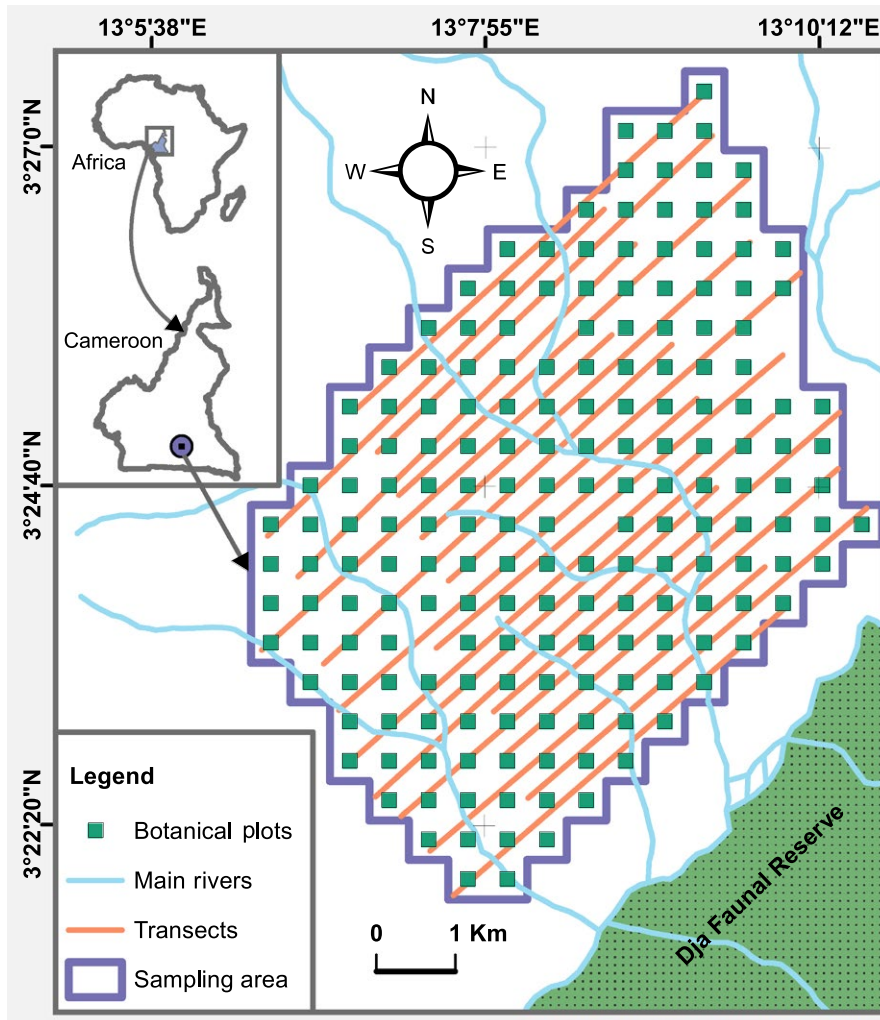 13°5'38"E 13°7'55"E 13°10'12"E
3°27'0"N
3°24'40"N
3°22'20"N
Africa
Cameroon
N
W E
S
Legend
Botanical plots
Main rivers
Transects
Sampling area
0 1 Km
Dja Faunal Reserve